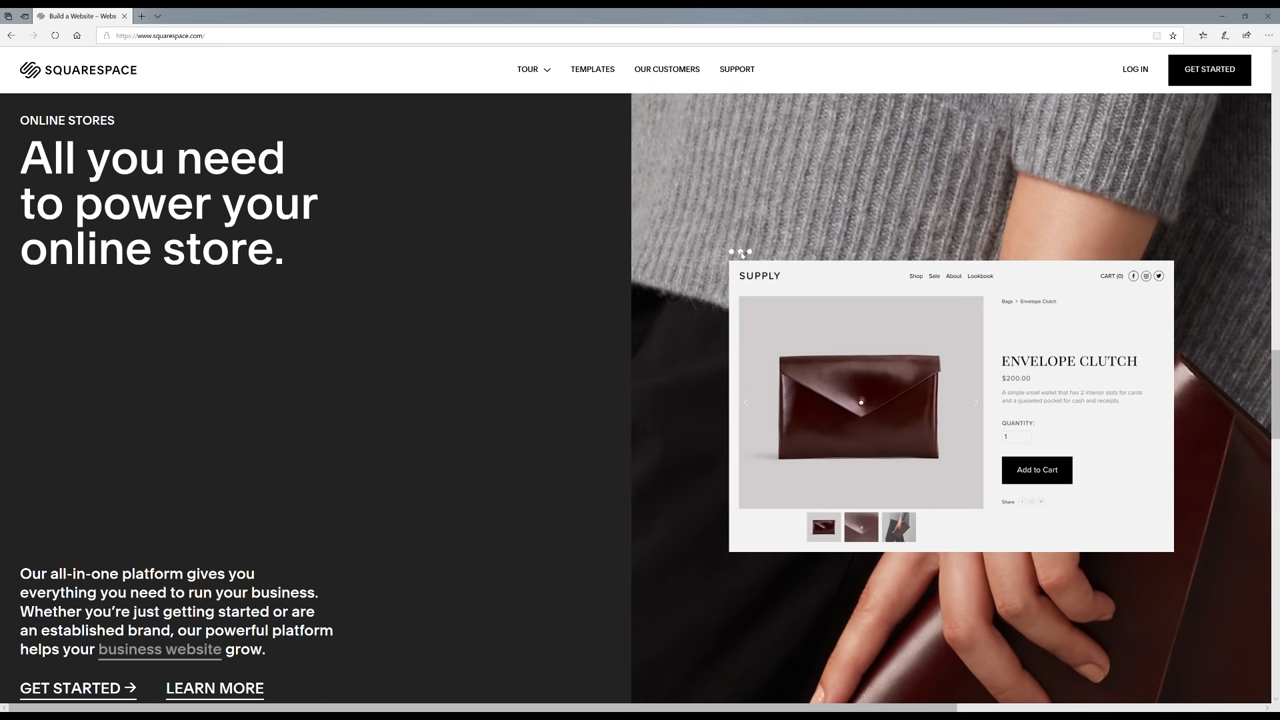 Build a Website – Webs
https://www.squarespace.com/
SQUARESPACE
TOUR
TEMPLATES
OUR CUSTOMERS
SUPPORT
LOG IN
GET STARTED
ONLINE STORES
All you need
to power your
online store.
Our all-in-one platform gives you
everything you need to run your business.
Whether you're just getting started or are
an established brand, our powerful platform
helps your business website grow.
GET STARTED →
LEARN MORE
SUPPLY
Shop Sale About Lookbook
CART (0)
Bags > Envelope Clutch
ENVELOPE CLUTCH
$200.00
A simple small wallet that has 2 interior slots for cards
and a gusseted pocket for cash and receipts.
QUANTITY:
1
Add to Cart
Share